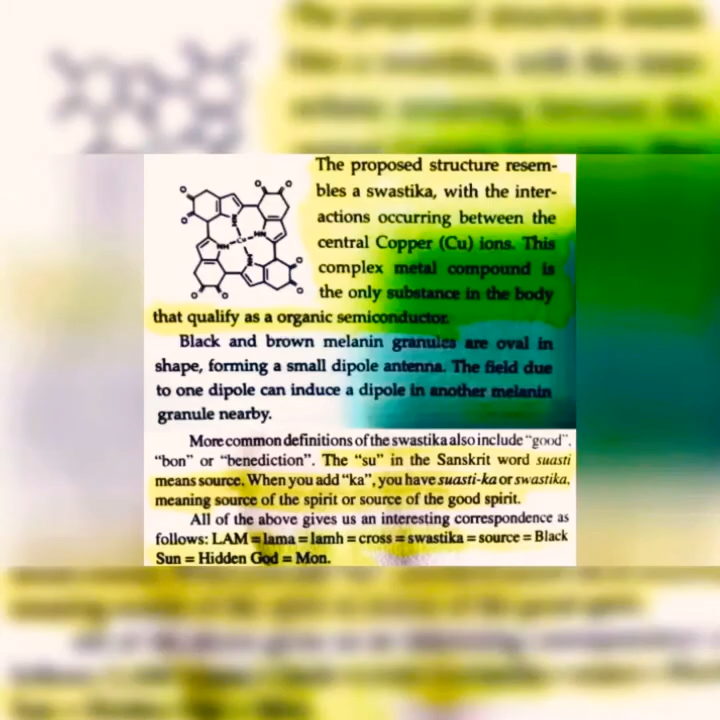 The proposed structure resem-
bles a swastika, with the inter-
actions occurring between the
central Copper (Cu) ions. This
complex metal compound is
the only substance in the body
that qualify as a organic semiconductor.
Black and brown melanin granules are oval in
shape, forming a small dipole antenna. The field due
to one dipole can induce a dipole in another melanin
granule nearby.
More common definitions of the swastika also include "good",
"bon" or "benediction". The "su" in the Sanskrit word suasti
means source. When you add "ka", you have suasti-ka or swastika,
meaning source of the spirit or source of the good spirit.
All of the above gives us an interesting correspondence as
follows: LAM = lama = lamh = cross = swastika = source = Black
Sun = Hidden God = Mon.